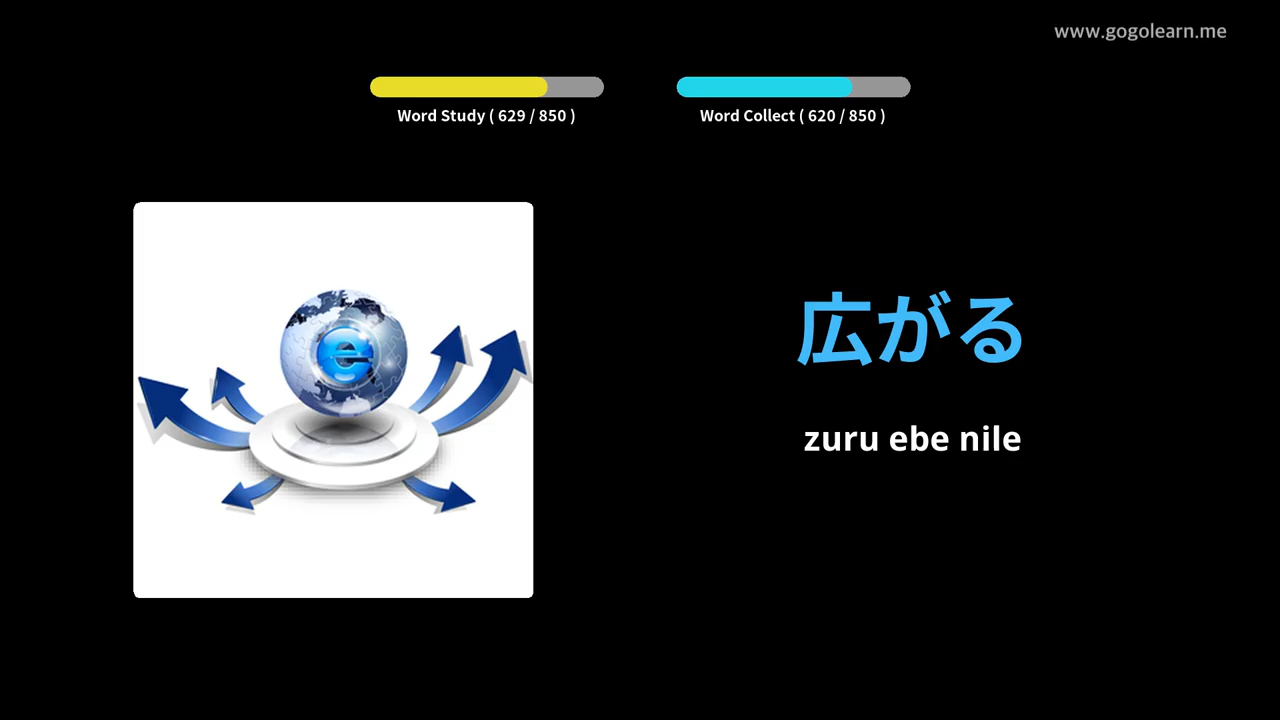 www.gogolearn.me
Word Study ( 629 / 850 )
Word Collect ( 620 / 850 )
e
広がる
zuru ebe nile